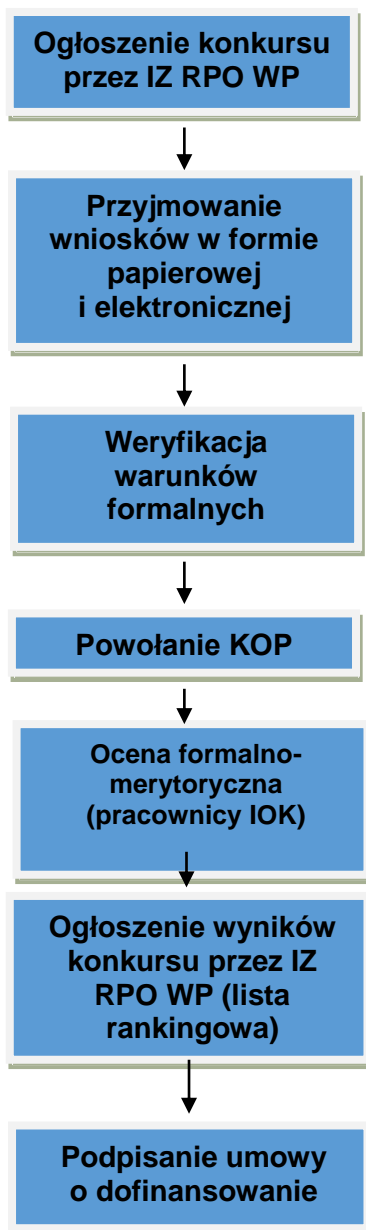 Ogłoszenie konkursu
przez IZ RPO WP
Przyjmowanie
wniosków w formie
papierowej
i elektronicznej
Weryfikacja
warunków
formalnych
Powołanie KOP
Ocena formalno-
merytoryczna
(pracownicy IOK)
Ogłoszenie wyników
konkursu przez IZ
RPO WP (lista
rankingowa)
Podpisanie umowy
o dofinansowanie